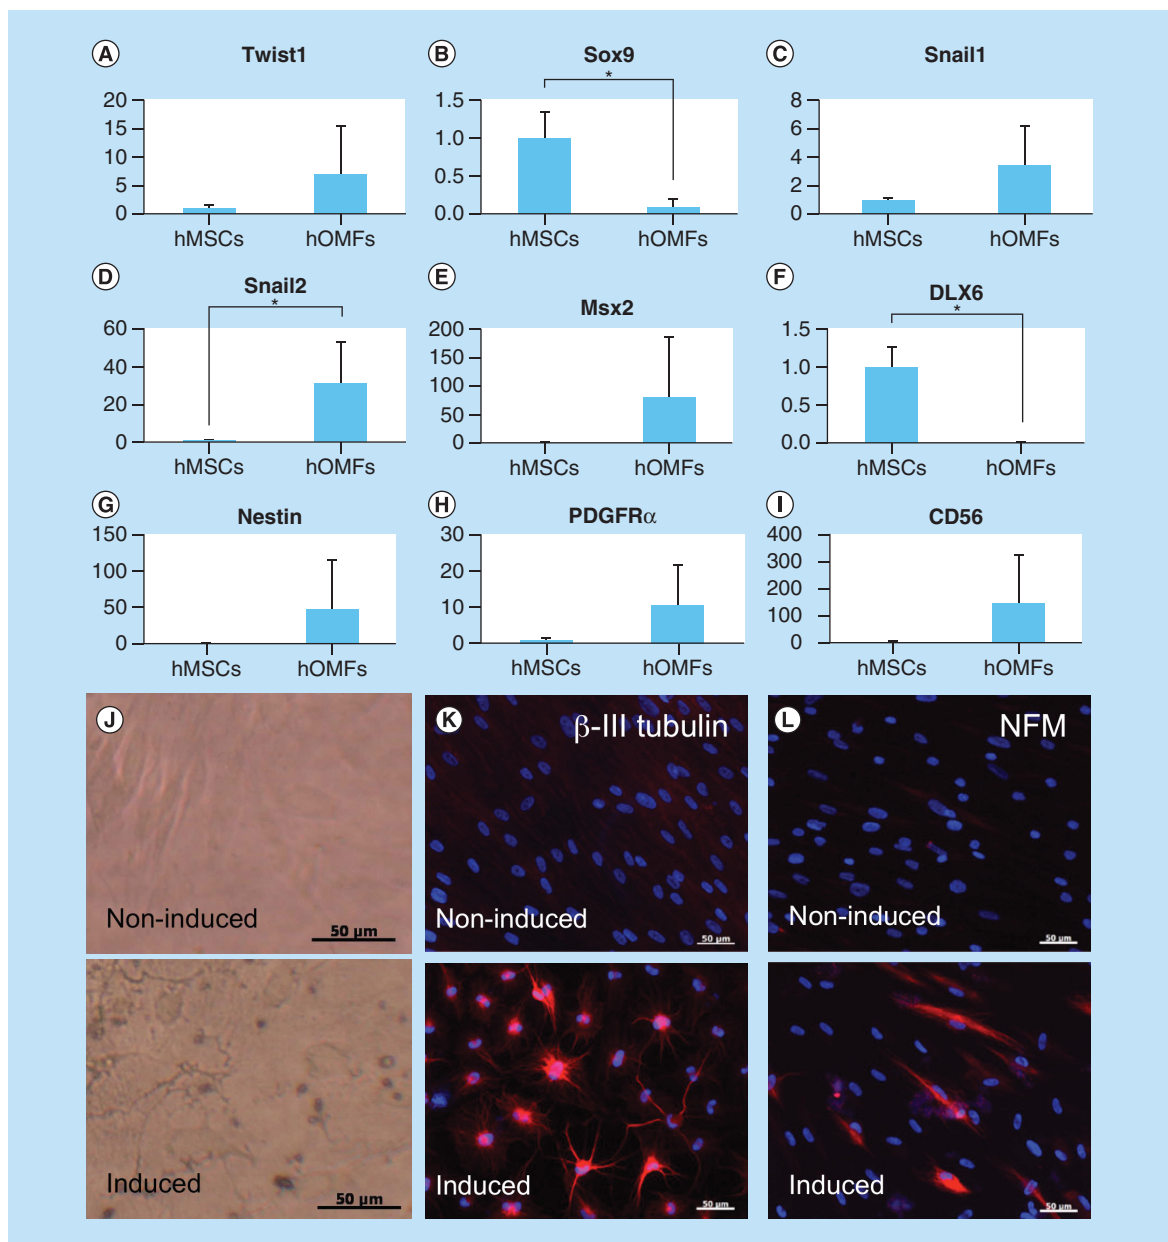 A Twist1
20
15
10
5
0
hMSCs hOMFs
B Sox9
*
1.5
1.0
0.5
0.0
hMSCs hOMFs
C Snail1
8
6
4
2
0
hMSCs hOMFs
D Snail2
*
60
40
20
0
hMSCs hOMFs
E Msx2
200
150
100
50
0
hMSCs hOMFs
F DLX6
*
1.5
1.0
0.5
0.0
hMSCs hOMFs
G Nestin
150
100
50
0
hMSCs hOMFs
H PDGFRα
30
20
10
0
hMSCs hOMFs
I CD56
400
300
200
100
0
hMSCs hOMFs
J
Non-induced
50 µm
Induced
50 µm
K β-III tubulin
Non-induced
50 µm
Induced
50 µm
L NFM
Non-induced
50 µm
Induced
50 µm